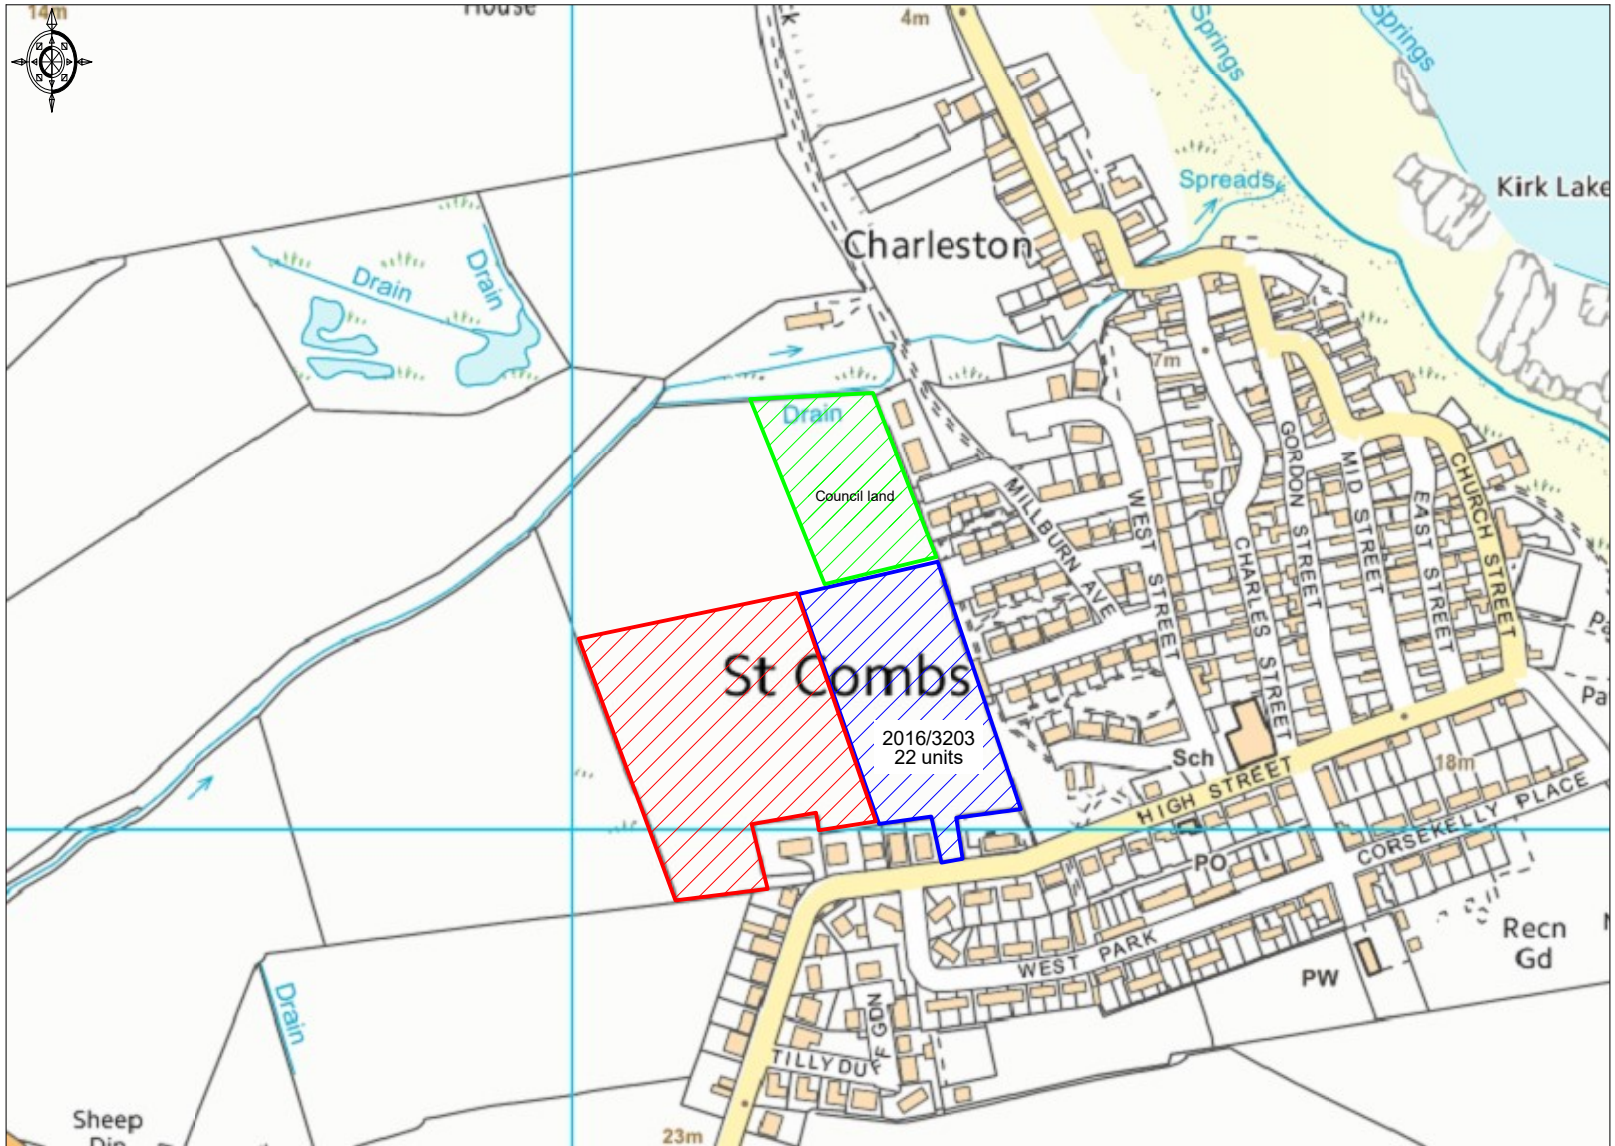 14m
House
4m
Springs
Springs
Spreads
Kirk Lake
Charleston
Drain
Drain
7m
Drain
Council land
MILLBURN AVE
WEST STREET
CHARLES STREET
GORDON STREET
MID STREET
EAST STREET
CHURCH STREET
St Combs
2016/3203
22 units
Sch
HIGH STREET
18m
CORSEKELLY PLACE
PO
WEST PARK
Recn
Gd
PW
Drain
TILLYDUFF GDN
Sheep
Dip
23m